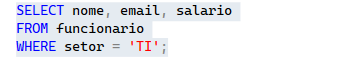 SELECT nome, email, salario
FROM funcionario
WHERE setor = 'TI';